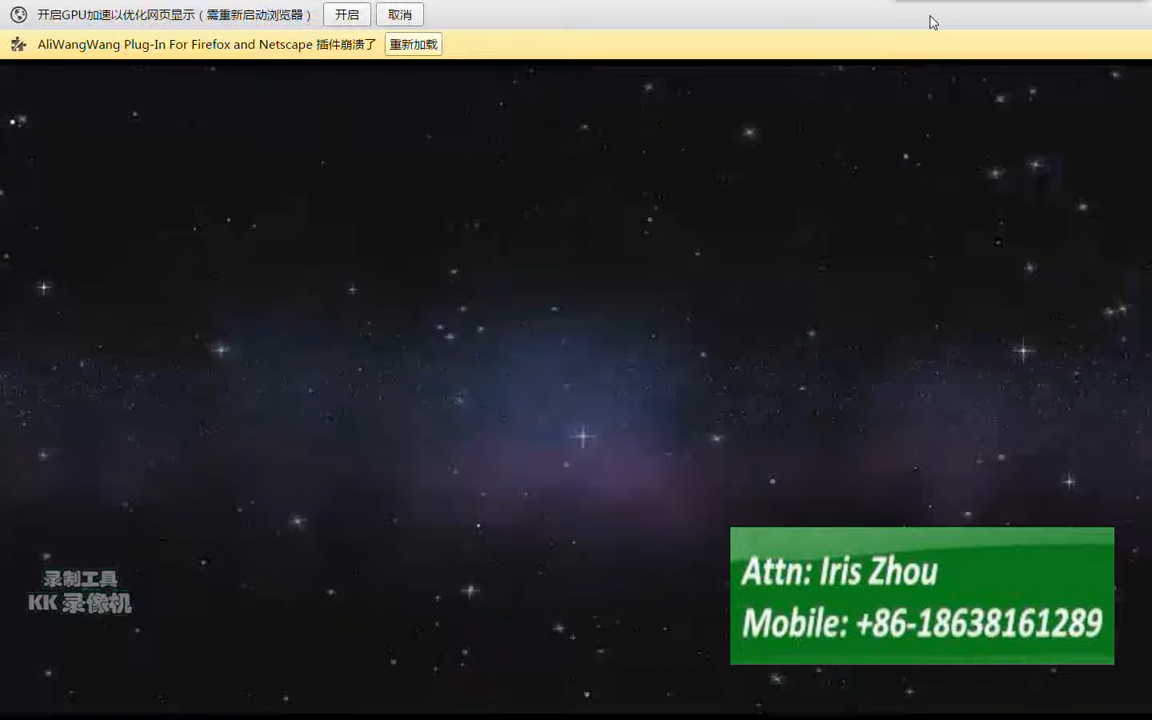 开启GPU加速以优化网页显示（需重新启动浏览器） 开启 取消
AliWangWang Plug-In For Firefox and Netscape 插件崩溃了 重新加载
Attn: Iris Zhou
Mobile: +86-18638161289
录制工具
KK 录像机